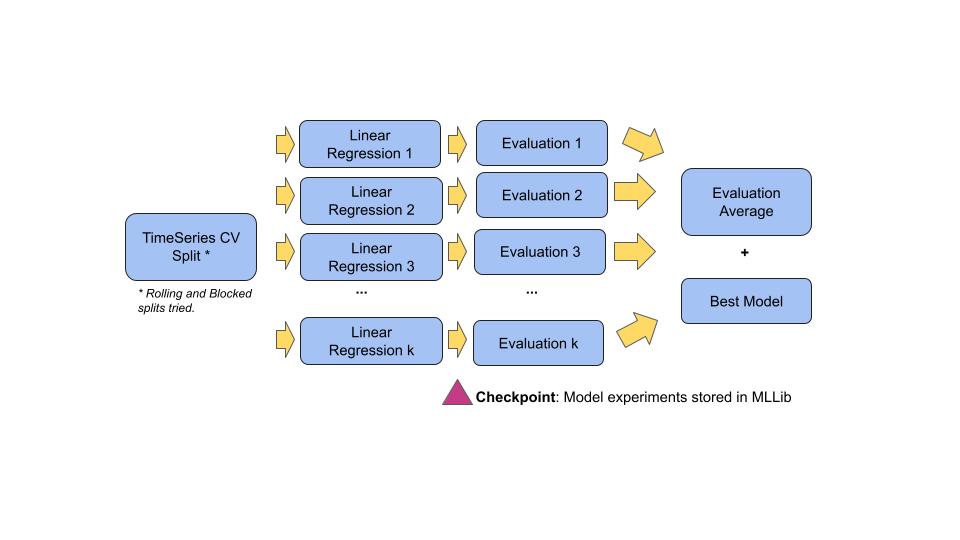 TimeSeries CV
Split *
* Rolling and Blocked
splits tried.
Linear
Regression 1
Evaluation 1
Linear
Regression 2
Evaluation 2
Linear
Regression 3
Evaluation 3
...
...
Linear
Regression k
Evaluation k
Evaluation
Average
+
Best Model
Checkpoint: Model experiments stored in MLLib